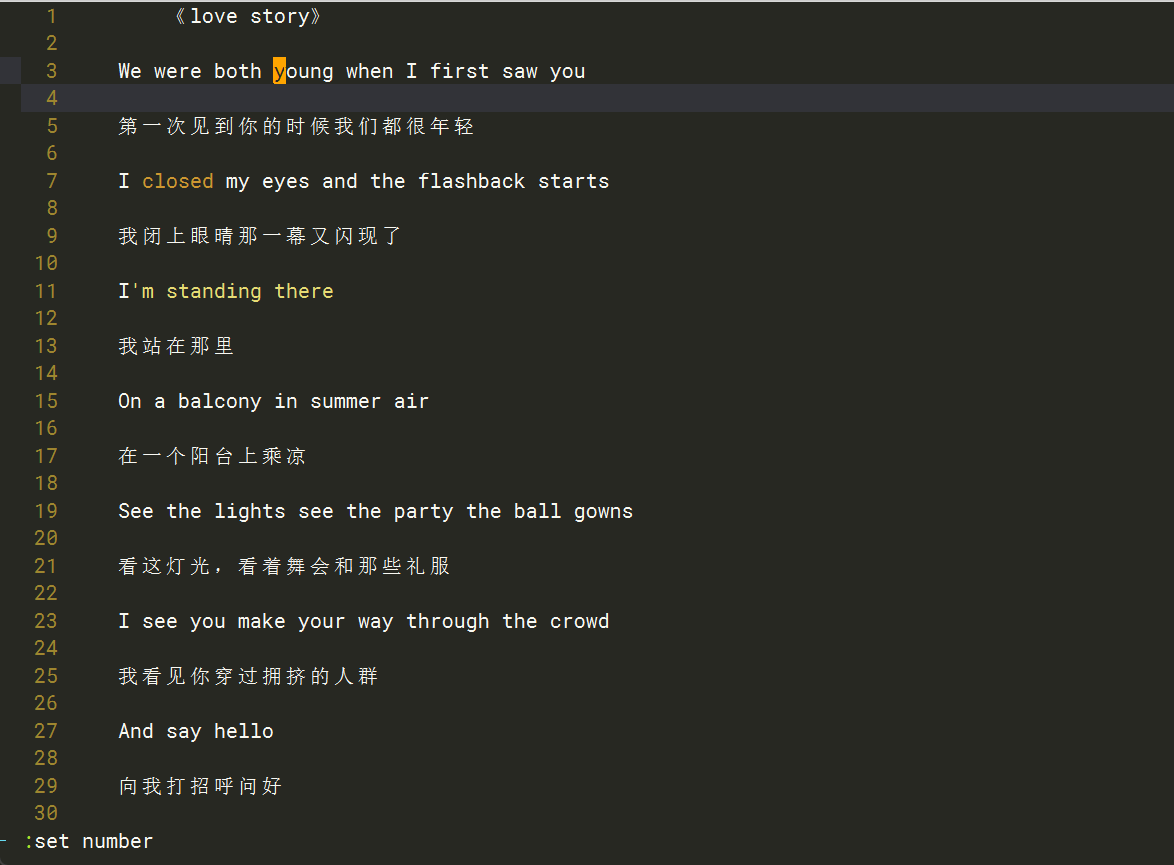 1 《love story》
2
3 We were both young when I first saw you
4
5 第一次见到你的时候我们都很年轻
6
7 I closed my eyes and the flashback starts
8
9 我闭上眼睛那一幕又闪现了
10
11 I'm standing there
12
13 我站在那里
14
15 On a balcony in summer air
16
17 在一个阳台上乘凉
18
19 See the lights see the party the ball gowns
20
21 看这灯光，看着舞会和那些礼服
22
23 I see you make your way through the crowd
24
25 我看见你穿过拥挤的人群
26
27 And say hello
28
29 向我打招呼问好
30
:set number